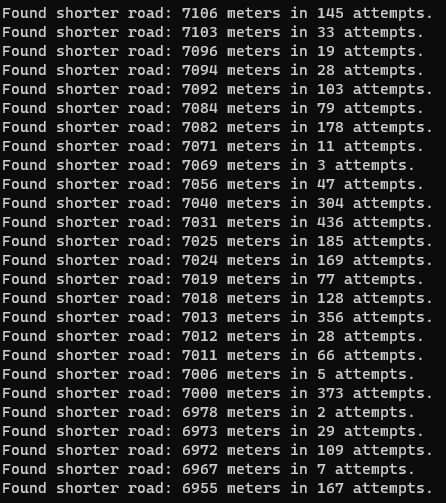 Found shorter road: 7106 meters in 145 attempts.
Found shorter road: 7103 meters in 33 attempts.
Found shorter road: 7096 meters in 19 attempts.
Found shorter road: 7094 meters in 28 attempts.
Found shorter road: 7092 meters in 103 attempts.
Found shorter road: 7084 meters in 79 attempts.
Found shorter road: 7082 meters in 178 attempts.
Found shorter road: 7071 meters in 11 attempts.
Found shorter road: 7069 meters in 3 attempts.
Found shorter road: 7056 meters in 47 attempts.
Found shorter road: 7040 meters in 304 attempts.
Found shorter road: 7031 meters in 436 attempts.
Found shorter road: 7025 meters in 185 attempts.
Found shorter road: 7024 meters in 169 attempts.
Found shorter road: 7019 meters in 77 attempts.
Found shorter road: 7018 meters in 128 attempts.
Found shorter road: 7013 meters in 356 attempts.
Found shorter road: 7012 meters in 28 attempts.
Found shorter road: 7011 meters in 66 attempts.
Found shorter road: 7006 meters in 5 attempts.
Found shorter road: 7000 meters in 373 attempts.
Found shorter road: 6978 meters in 2 attempts.
Found shorter road: 6973 meters in 29 attempts.
Found shorter road: 6972 meters in 109 attempts.
Found shorter road: 6967 meters in 7 attempts.
Found shorter road: 6955 meters in 167 attempts.